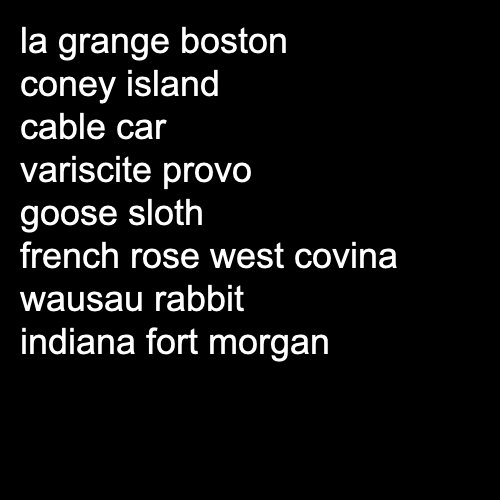 la grange boston
coney island
cable car
variscite provo
goose sloth
french rose west covina
wausau rabbit
indiana fort morgan